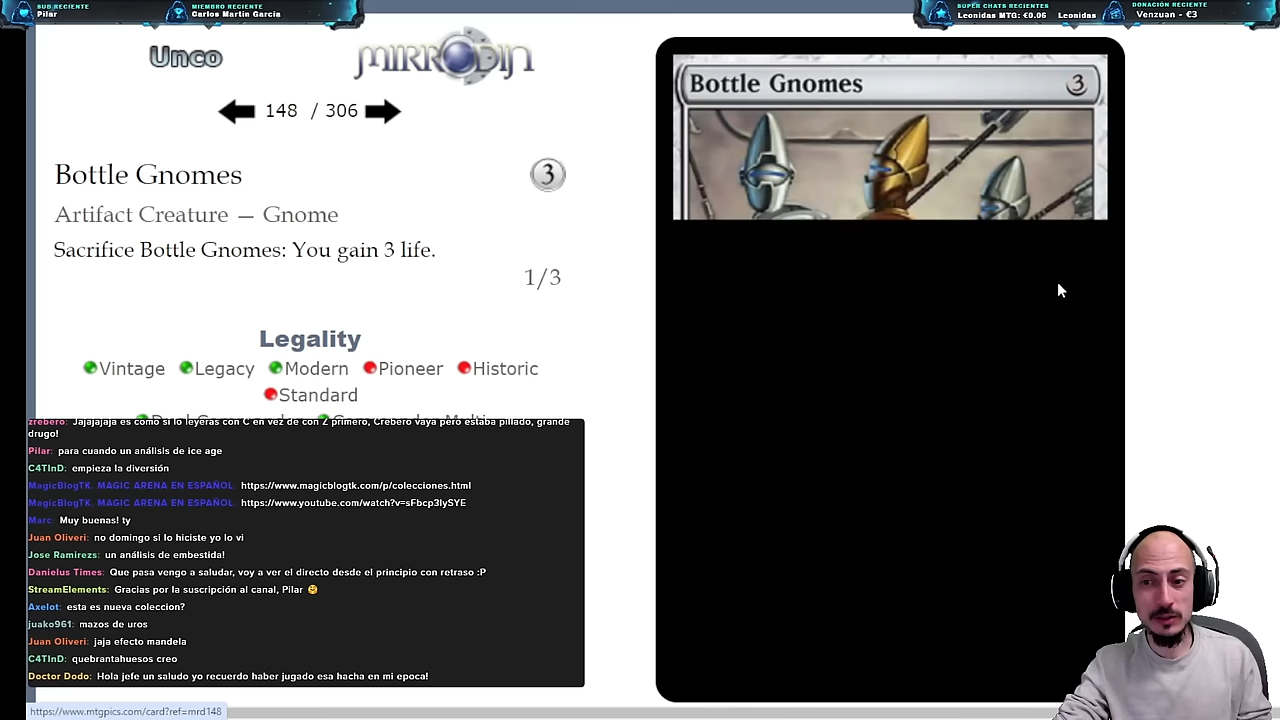 SUB RECIENTE
Pilar
MIEMBRO RECIENTE
Carlos Martin Garcia
SUPER CHATS RECIENTES
Leonidas MTG: €0.06 Leonidas
DONACIÓN RECIENTE
Venzuan - €3
Unco
MIRRODIN
148 / 306
Bottle Gnomes
3
Artifact Creature — Gnome
Sacrifice Bottle Gnomes: You gain 3 life.
1/3
Legality
Vintage Legacy Modern Pioneer Historic
Standard
Bottle Gnomes 3
zrebero: Jajajajaja es como si lo leyeras con C en vez de con Z primero, Crebero vaya pero estaba pillado, grande
drugo!
Pilar: para cuando un análisis de ice age
C4TInD: empieza la diversión
MagicBlogTK. MAGIC ARENA EN ESPAÑOL: https://www.magicblogtk.com/p/colecciones.html
MagicBlogTK. MAGIC ARENA EN ESPAÑOL: https://www.youtube.com/watch?v=sFbcp3IySYE
Marc: Muy buenas! ty
Juan Oliveri: no domingo si lo hiciste yo lo vi
Jose Ramirezs: un análisis de embestida!
Danielus Times: Que pasa vengo a saludar, voy a ver el directo desde el principio con retraso :P
StreamElements: Gracias por la suscripción al canal, Pilar 🤗
Axelot: esta es nueva coleccion?
juako961: mazos de uros
Juan Oliveri: jaja efecto mandela
C4TInD: quebrantahuesos creo
Doctor Dodo: Hola jefe un saludo yo recuerdo haber jugado esa hacha en mi epoca!
https://www.mtgpics.com/card?ref=mrd148